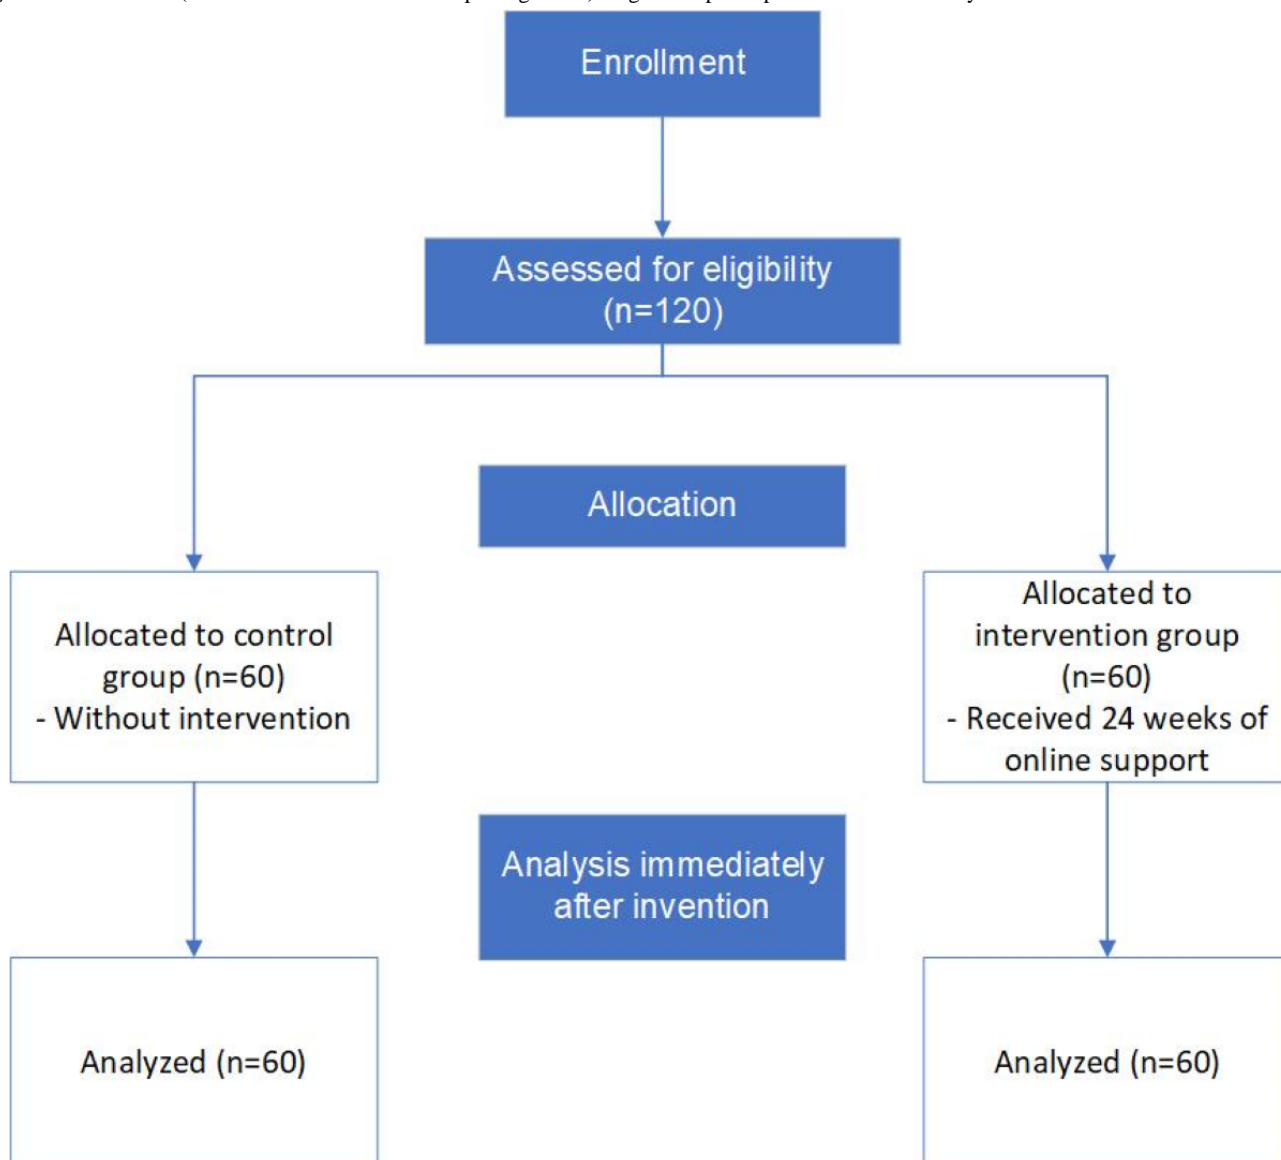 Enrollment
Assessed for eligibility
(n=120)
Allocation
Allocated to control
group (n=60)
- Without intervention
Allocated to
intervention group
(n=60)
- Received 24 weeks of
online support
Analysis immediately
after invention
Analyzed (n=60)
Analyzed (n=60)